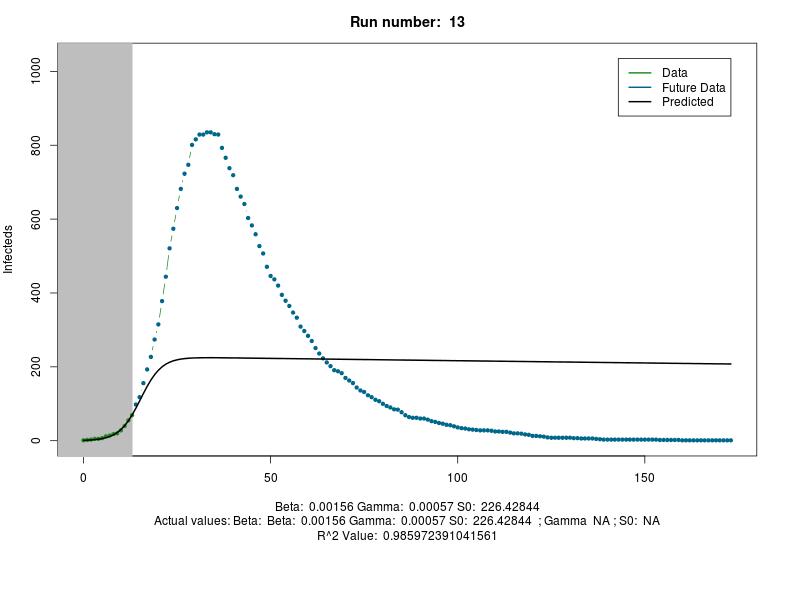 Run number:  13
Data
Future Data
Predicted
Infecteds
1000
800
600
400
200
0
0 50 100 150
Beta: 0.00156 Gamma: 0.00057 S0: 226.42844
Actual values: Beta: Beta: 0.00156 Gamma: 0.00057 S0: 226.42844 ; Gamma NA ; S0: NA
R^2 Value: 0.985972391041561